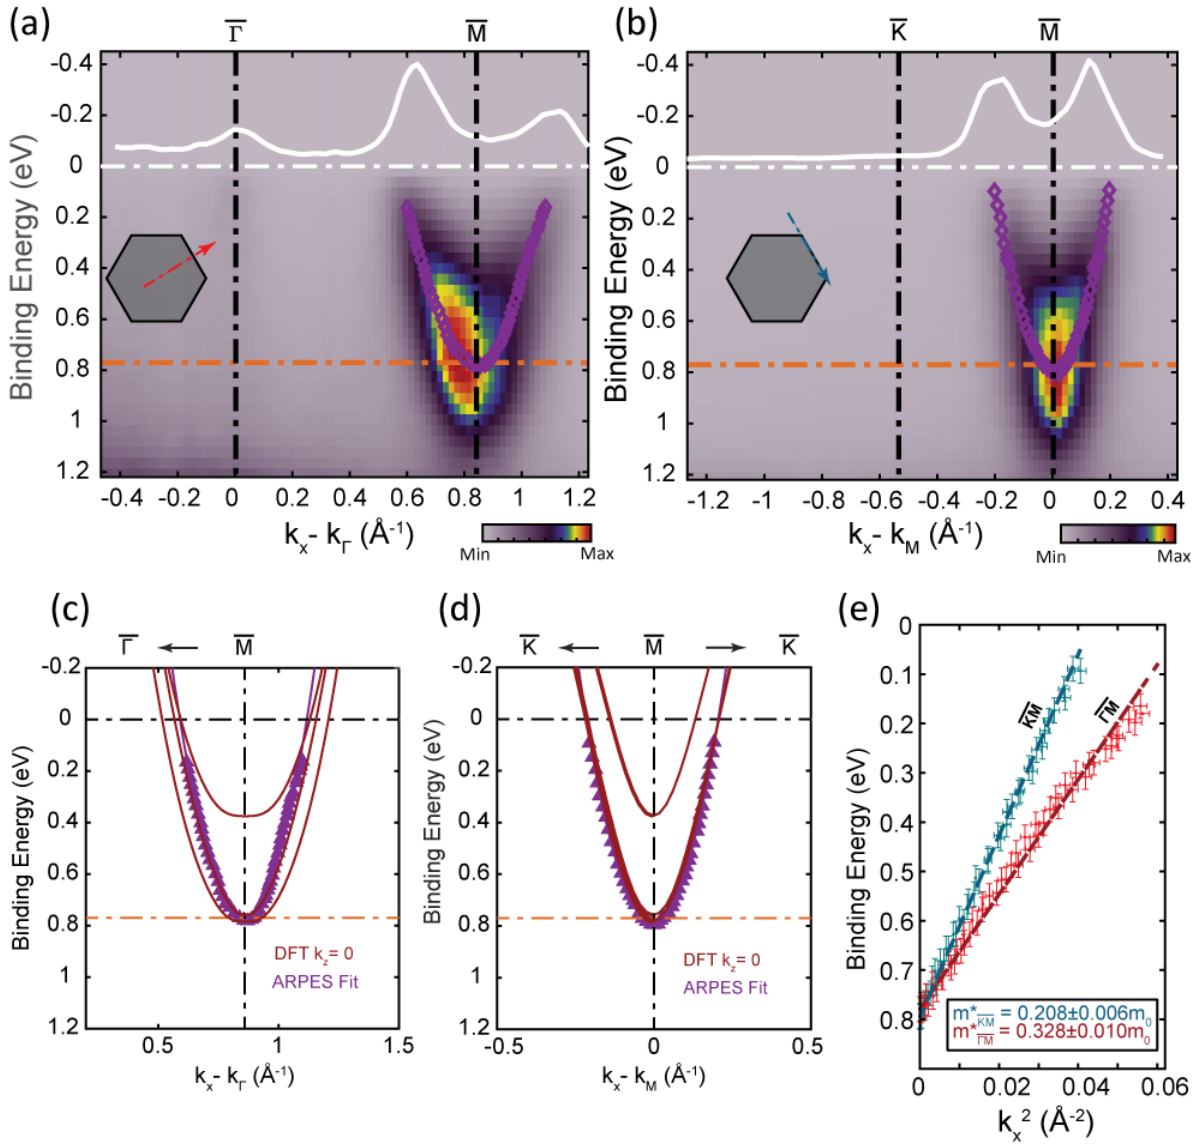 (a)
Γ̅
M̅
-0.4
-0.2
0
0.2
0.4
0.6
0.8
1
1.2
Binding Energy (eV)
-0.4 -0.2 0 0.2 0.4 0.6 0.8 1 1.2
kx- kΓ (Å-1)
Min Max
(b)
K̅
M̅
-0.4
-0.2
0
0.2
0.4
0.6
0.8
1
1.2
Binding Energy (eV)
-1.2 -1 -0.8 -0.6 -0.4 -0.2 0 0.2 0.4
kx- kM (Å-1)
Min Max
(c)
Γ̅ M̅
-0.2
0
0.2
0.4
0.6
0.8
1
1.2
Binding Energy (eV)
DFT kz= 0
ARPES Fit
0.5 1 1.5
kx- kΓ (Å-1)
(d)
K̅ M̅ K̅
-0.2
0
0.2
0.4
0.6
0.8
1
1.2
Binding Energy (eV)
DFT kz= 0
ARPES Fit
-0.5 0 0.5
kx- kM (Å-1)
(e)
0
0.1
0.2
0.3
0.4
0.5
0.6
0.7
0.8
Binding Energy (eV)
K̅M̅
Γ̅M̅
m*K̅M̅ = 0.208±0.006m0
m*Γ̅M̅ = 0.328±0.010m0
0 0.02 0.04 0.06
kx2 (Å-2)